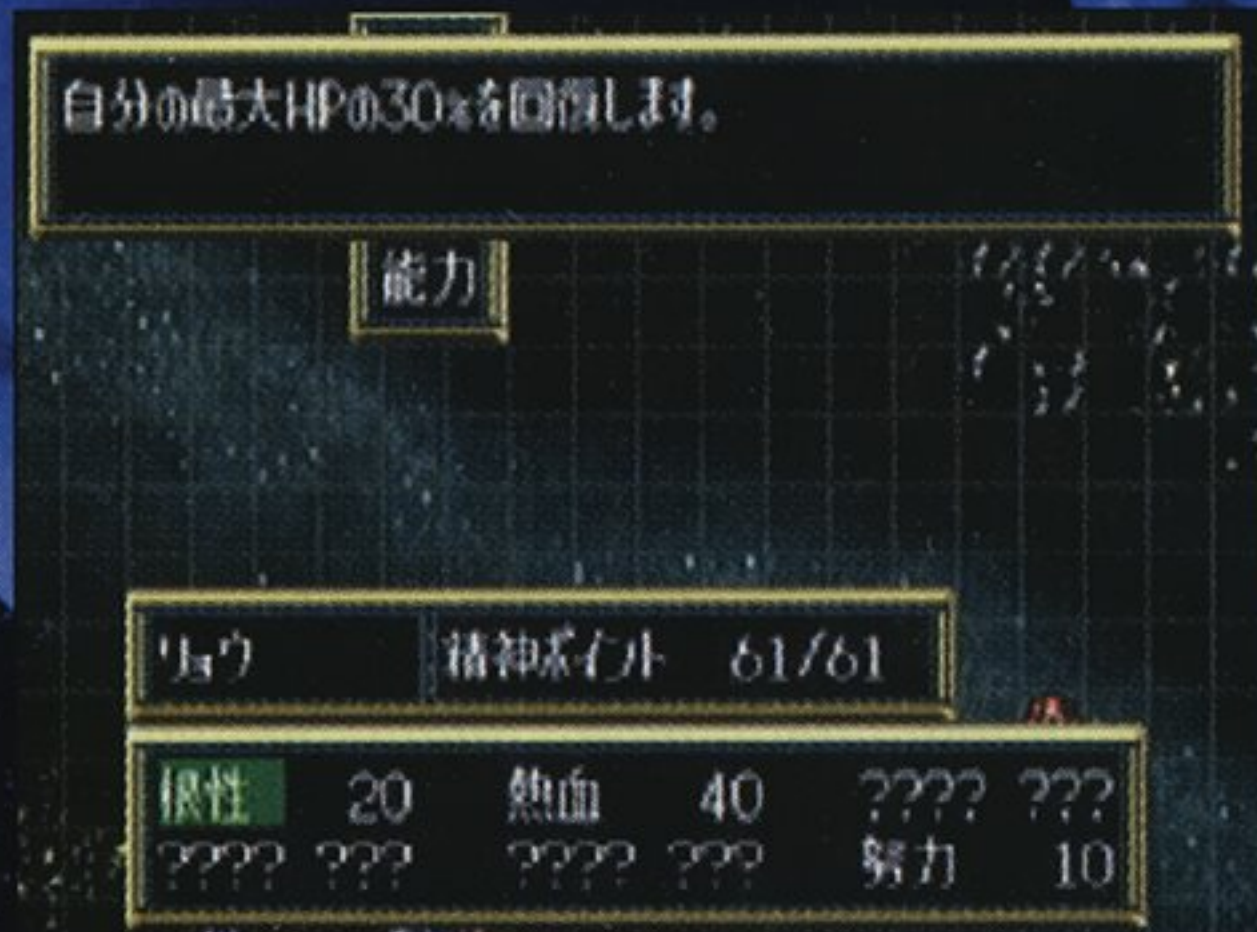 自分の最大HPの30%を回復します。
能力
リョウ 精神ポイント 61/61
根性 20 熱血 40 ???? ???
???? ??? ???? ??? 努力 10